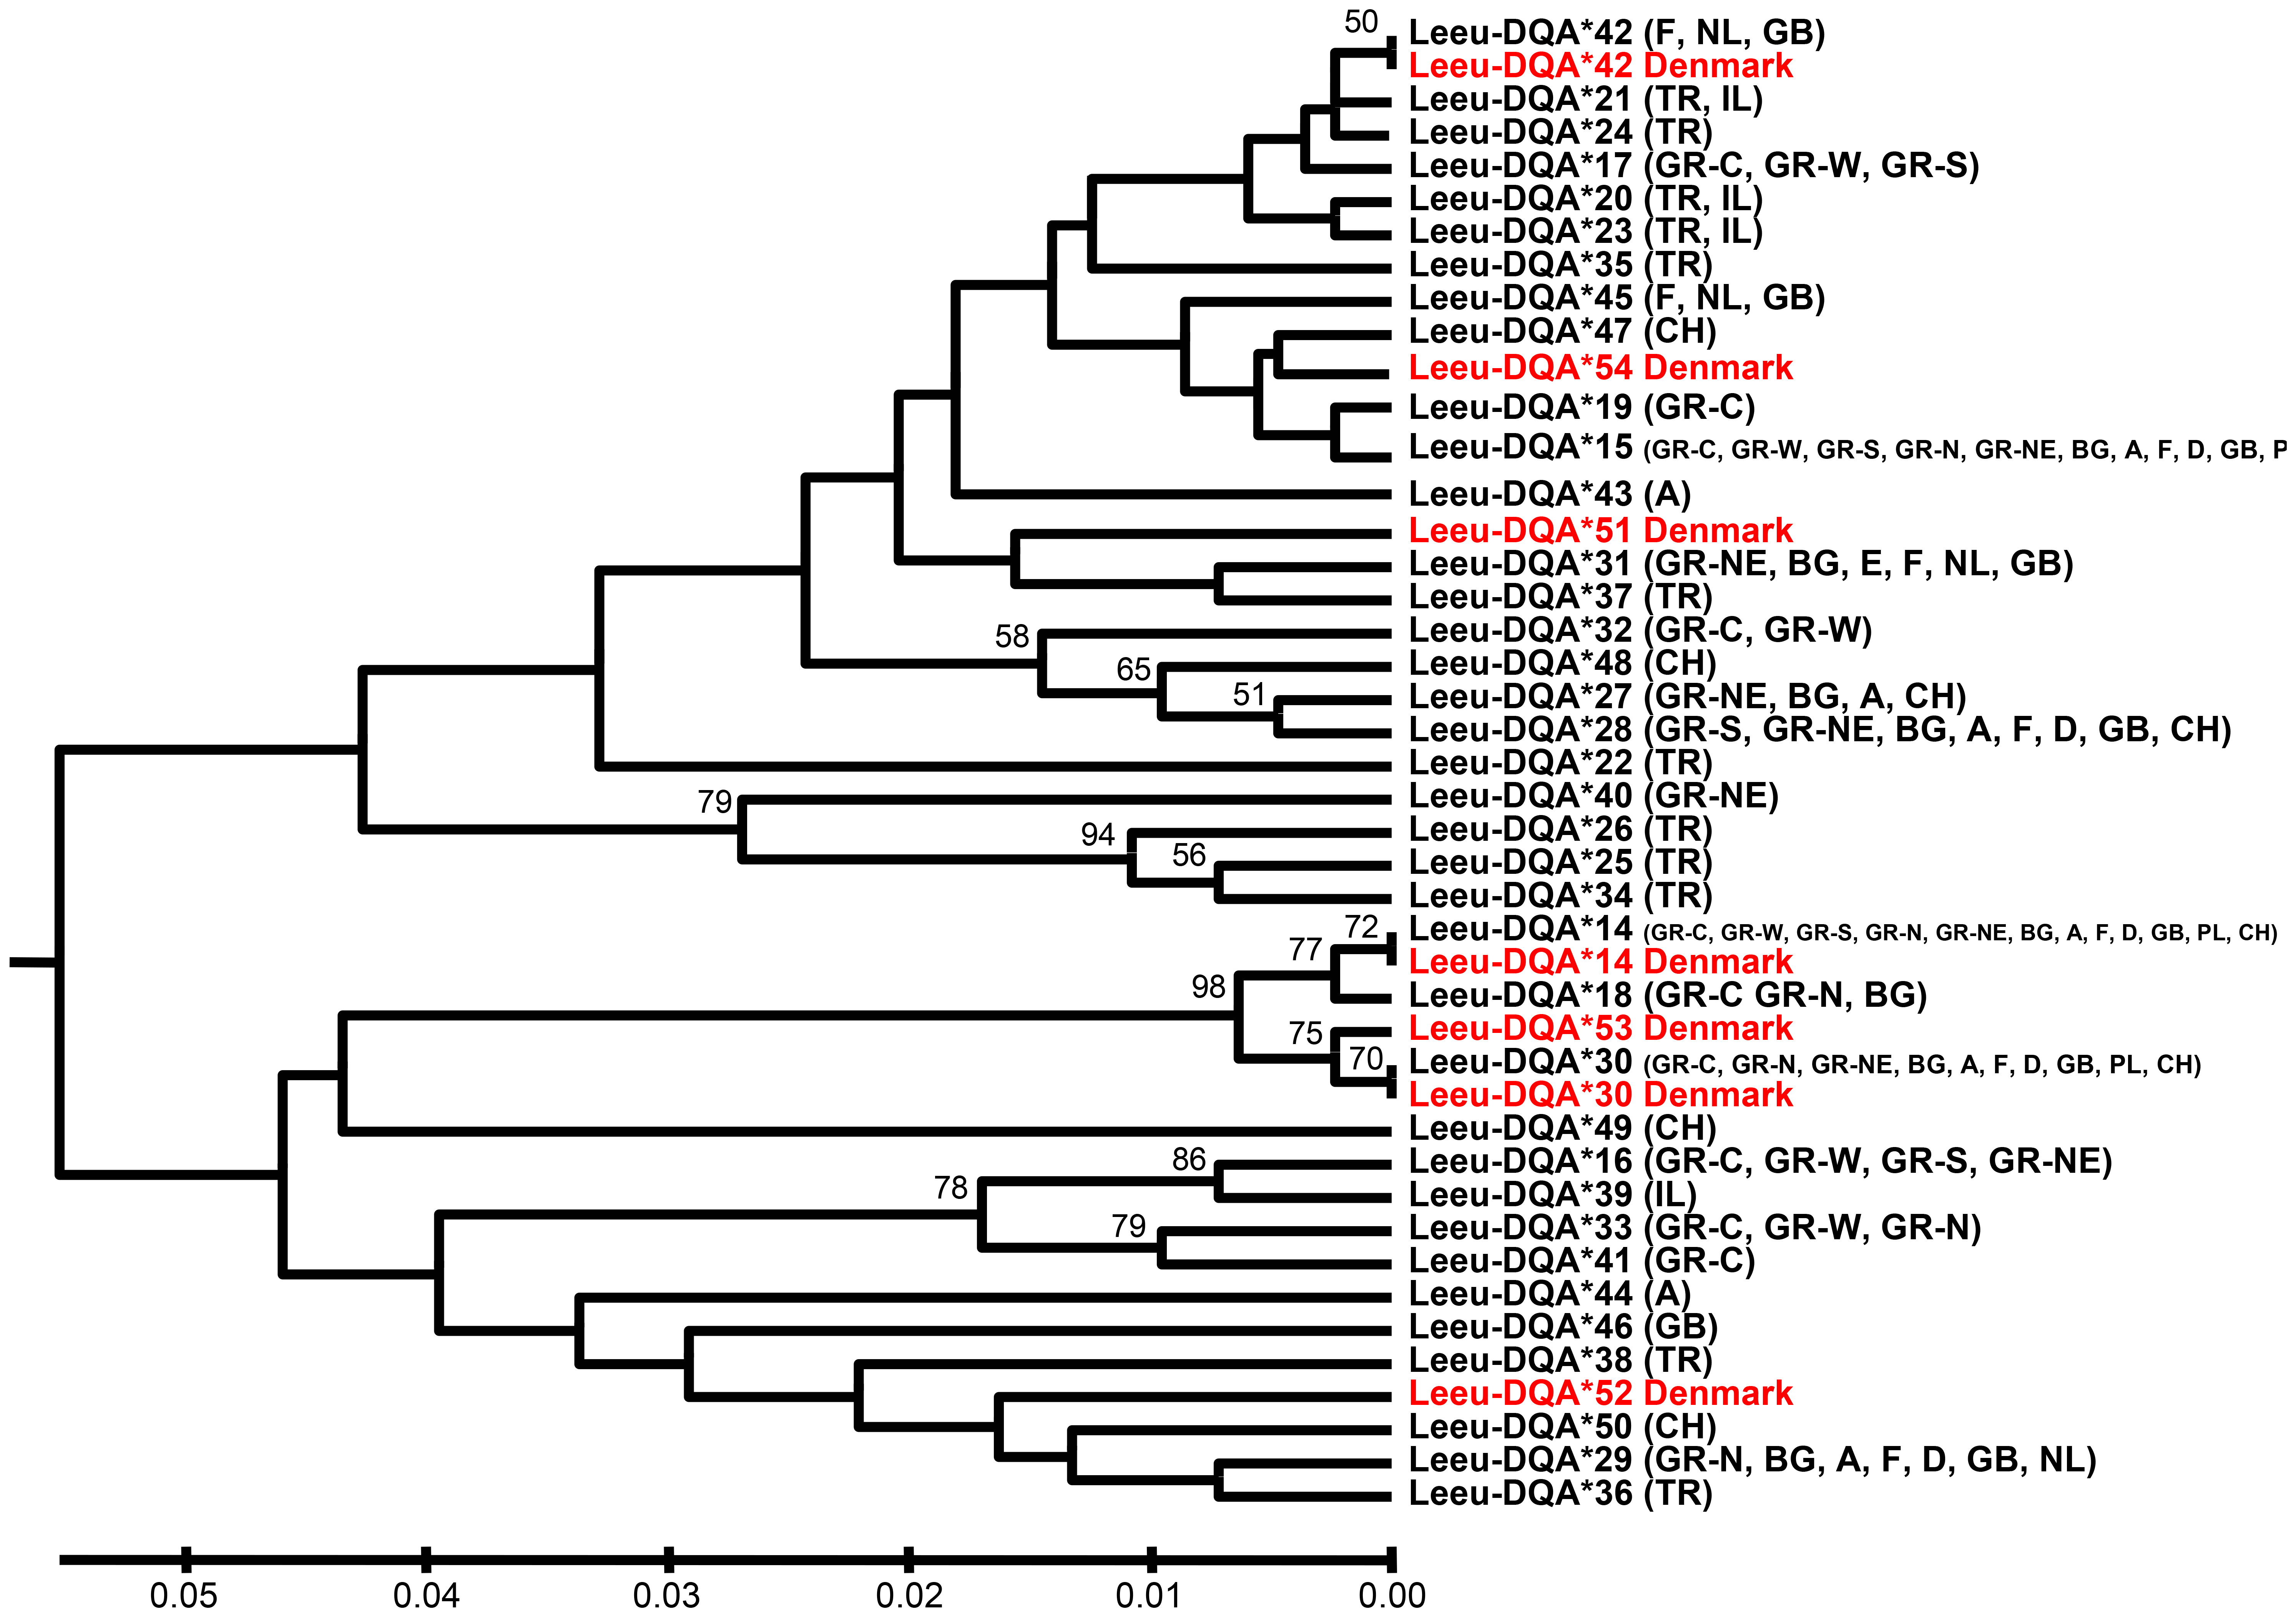 50
Leeu-DQA*42 (F, NL, GB)
Leeu-DQA*42 Denmark
Leeu-DQA*21 (TR, IL)
Leeu-DQA*24 (TR)
Leeu-DQA*17 (GR-C, GR-W, GR-S)
Leeu-DQA*20 (TR, IL)
Leeu-DQA*23 (TR, IL)
Leeu-DQA*35 (TR)
Leeu-DQA*45 (F, NL, GB)
Leeu-DQA*47 (CH)
Leeu-DQA*54 Denmark
Leeu-DQA*19 (GR-C)
Leeu-DQA*15 (GR-C, GR-W, GR-S, GR-N, GR-NE, BG, A, F, D, GB, P
Leeu-DQA*43 (A)
Leeu-DQA*51 Denmark
Leeu-DQA*31 (GR-NE, BG, E, F, NL, GB)
Leeu-DQA*37 (TR)
58 Leeu-DQA*32 (GR-C, GR-W)
65 Leeu-DQA*48 (CH)
51 Leeu-DQA*27 (GR-NE, BG, A, CH)
Leeu-DQA*28 (GR-S, GR-NE, BG, A, F, D, GB, CH)
Leeu-DQA*22 (TR)
79 Leeu-DQA*40 (GR-NE)
94 Leeu-DQA*26 (TR)
56 Leeu-DQA*25 (TR)
Leeu-DQA*34 (TR)
72 Leeu-DQA*14 (GR-C, GR-W, GR-S, GR-N, GR-NE, BG, A, F, D, GB, PL, CH)
77 Leeu-DQA*14 Denmark
98 Leeu-DQA*18 (GR-C GR-N, BG)
75 Leeu-DQA*53 Denmark
70 Leeu-DQA*30 (GR-C, GR-N, GR-NE, BG, A, F, D, GB, PL, CH)
Leeu-DQA*30 Denmark
Leeu-DQA*49 (CH)
86 Leeu-DQA*16 (GR-C, GR-W, GR-S, GR-NE)
78 Leeu-DQA*39 (IL)
79 Leeu-DQA*33 (GR-C, GR-W, GR-N)
Leeu-DQA*41 (GR-C)
Leeu-DQA*44 (A)
Leeu-DQA*46 (GB)
Leeu-DQA*38 (TR)
Leeu-DQA*52 Denmark
Leeu-DQA*50 (CH)
Leeu-DQA*29 (GR-N, BG, A, F, D, GB, NL)
Leeu-DQA*36 (TR)
0.05 0.04 0.03 0.02 0.01 0.00